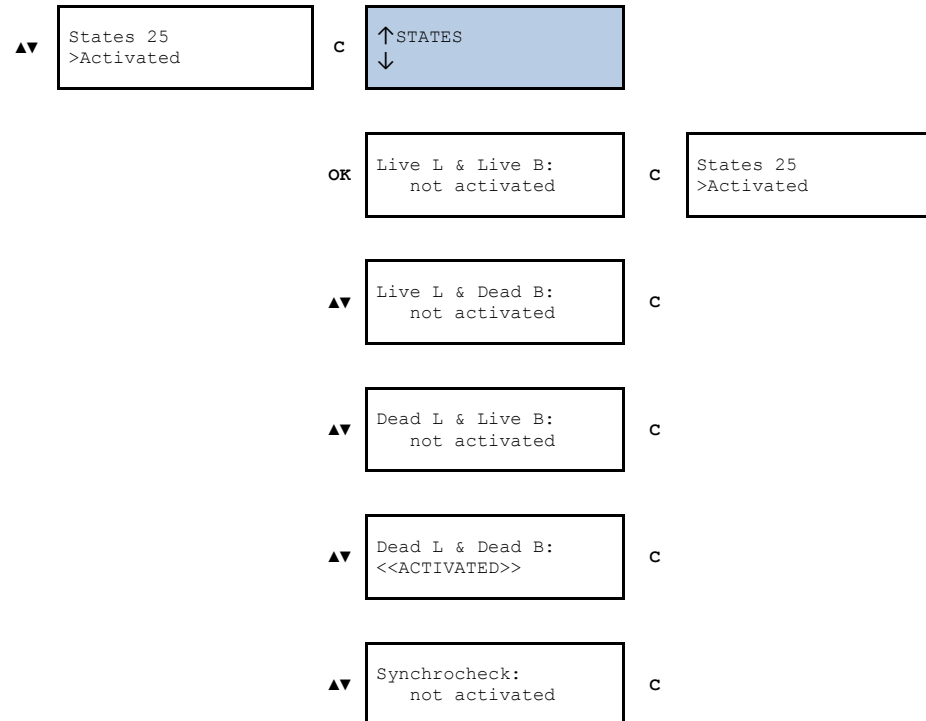 ▲▼
States 25
>Activated
C
↑STATES
↓
OK
Live L & Live B:
not activated
C
States 25
>Activated
▲▼
Live L & Dead B:
not activated
C
▲▼
Dead L & Live B:
not activated
C
▲▼
Dead L & Dead B:
<<ACTIVATED>>
C
▲▼
Synchrocheck:
not activated
C